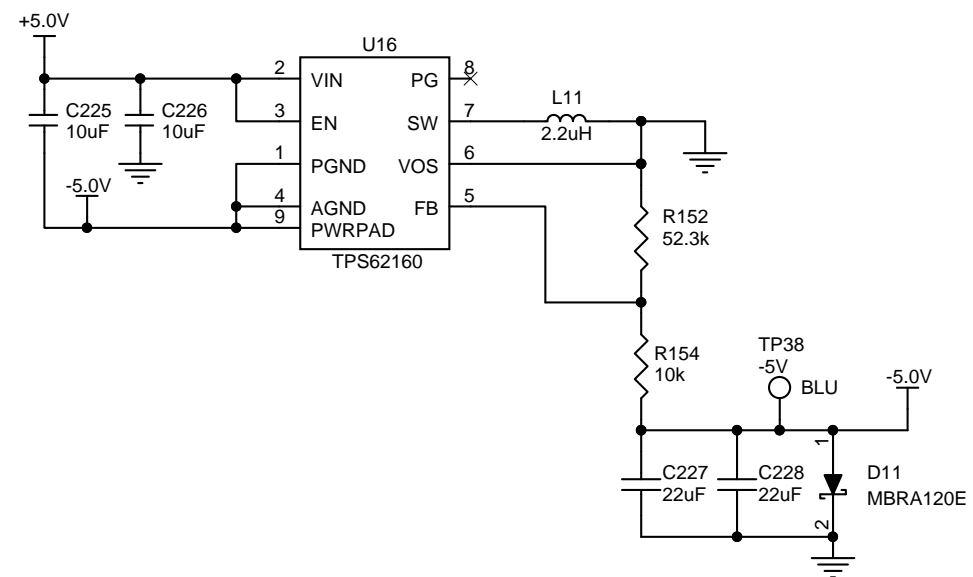 +5.0V
U16
2 VIN PG 8
C225
10uF
C226
10uF
3 EN SW 7
L11
2.2uH
1 PGND VOS 6
-5.0V
4 AGND FB 5
9 PWRPAD
TPS62160
R152
52.3k
R154
10k
TP38
-5V
BLU
-5.0V
1
C227
22uF
C228
22uF
D11
MBRA120E
2